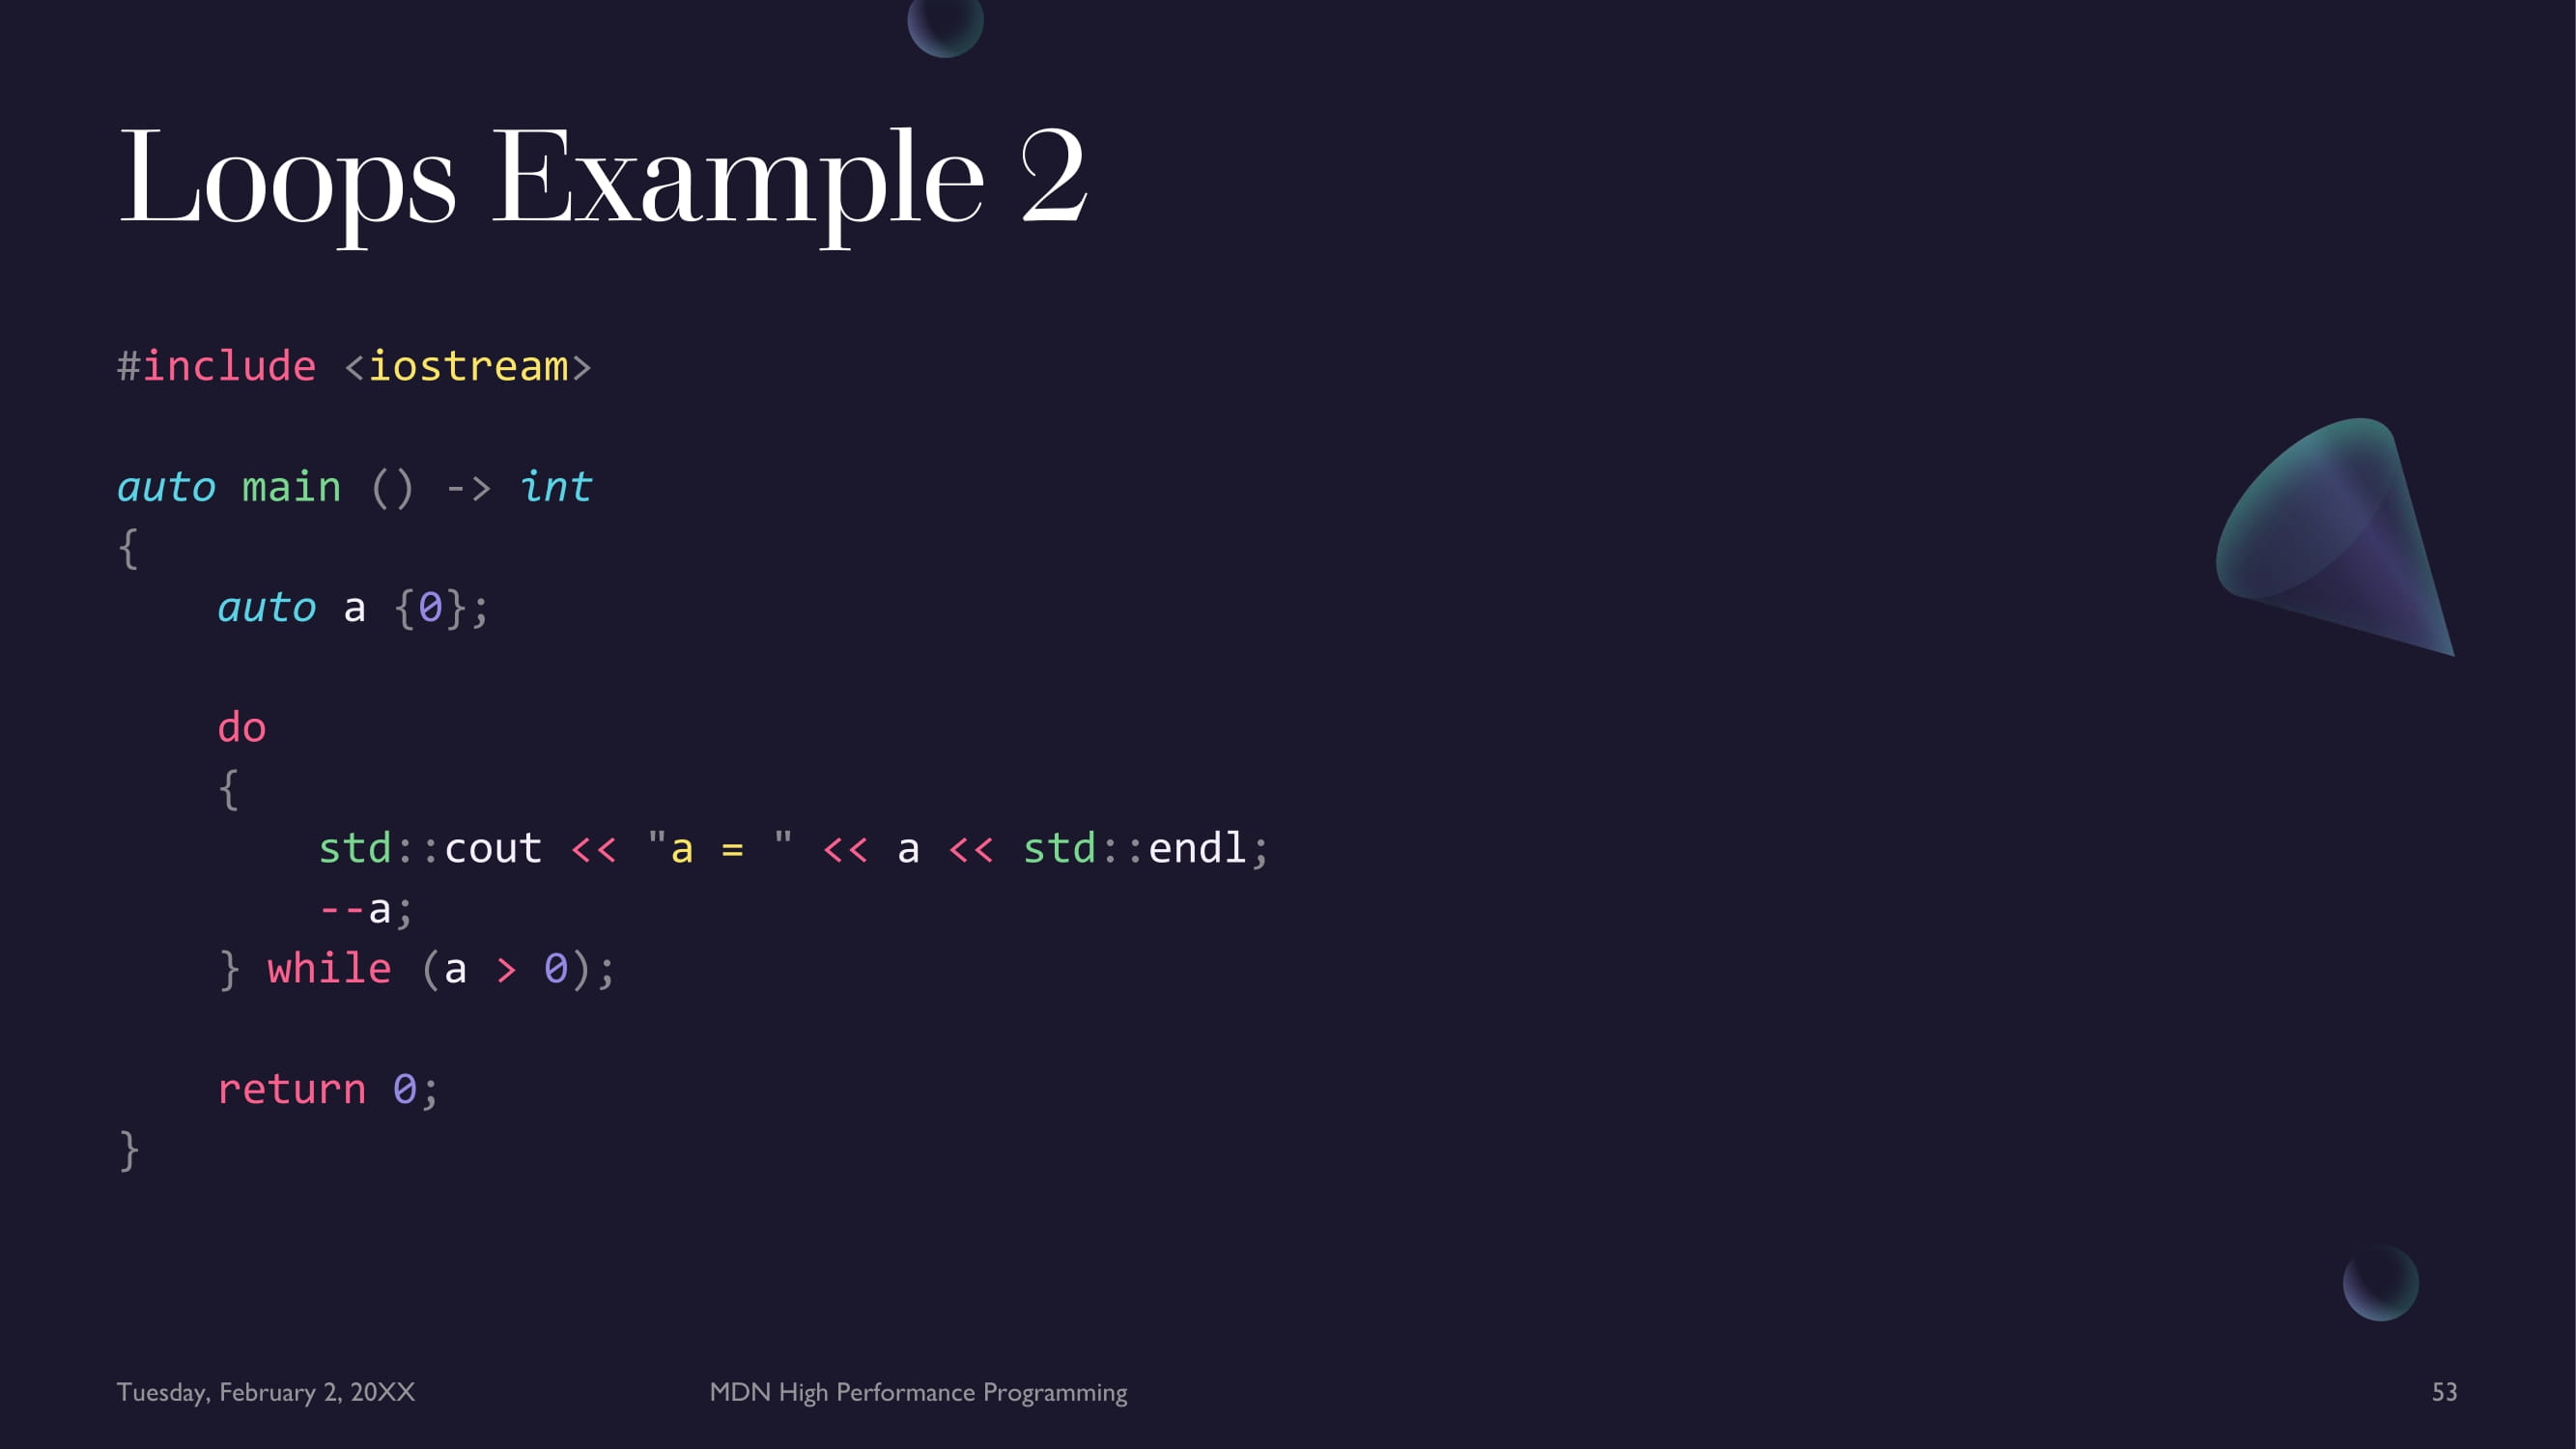 Loops Example 2
#include <iostream>
auto main () -> int
{
    auto a {0};
    do
    {
        std::cout << "a = " << a << std::endl;
        --a;
    } while (a > 0);
    return 0;
}
Tuesday, February 2, 20XX
MDN High Performance Programming
53